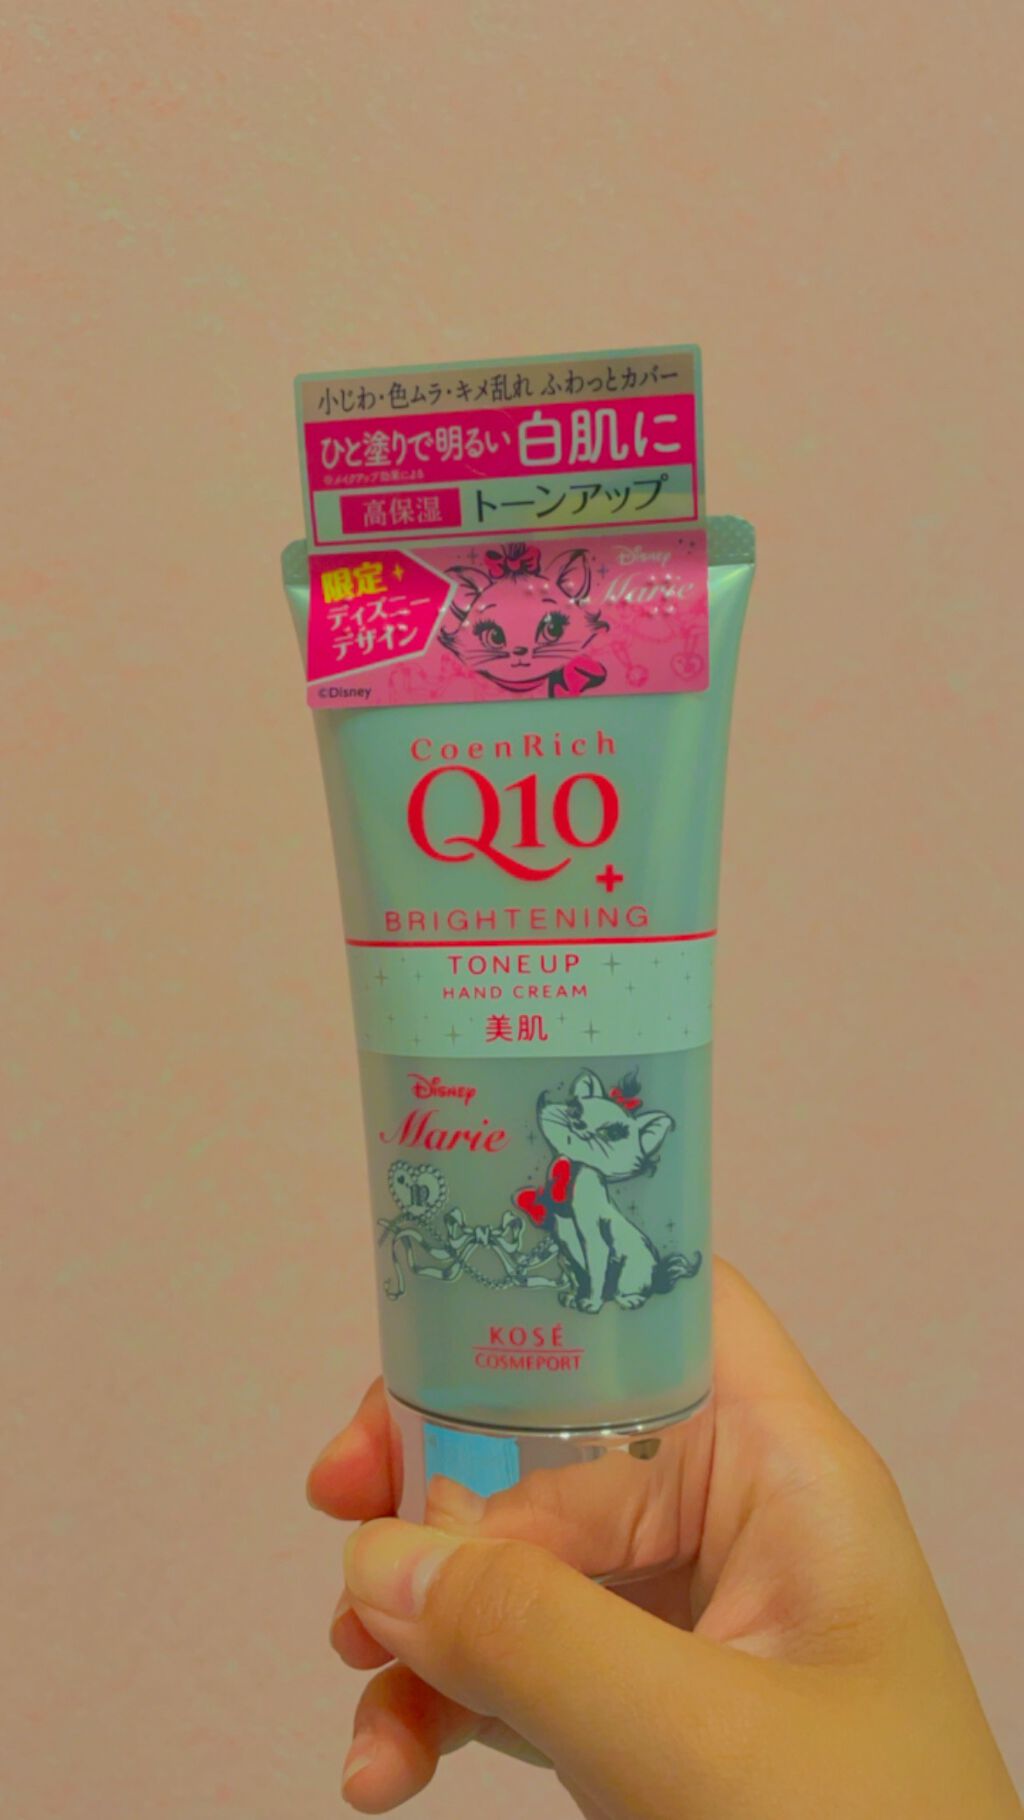 小じわ・色ムラ・キメ乱れ ふわっとカバー
ひと塗りで明るい 白肌に
※メイクアップ効果による
高保湿 トーンアップ
限定
ディズニー
デザイン
Disney
Marie
©Disney
CoenRich
Q10
+
BRIGHTENING
TONE UP
HAND CREAM
美肌
Disney
Marie
KOSÉ
COSMEPORT